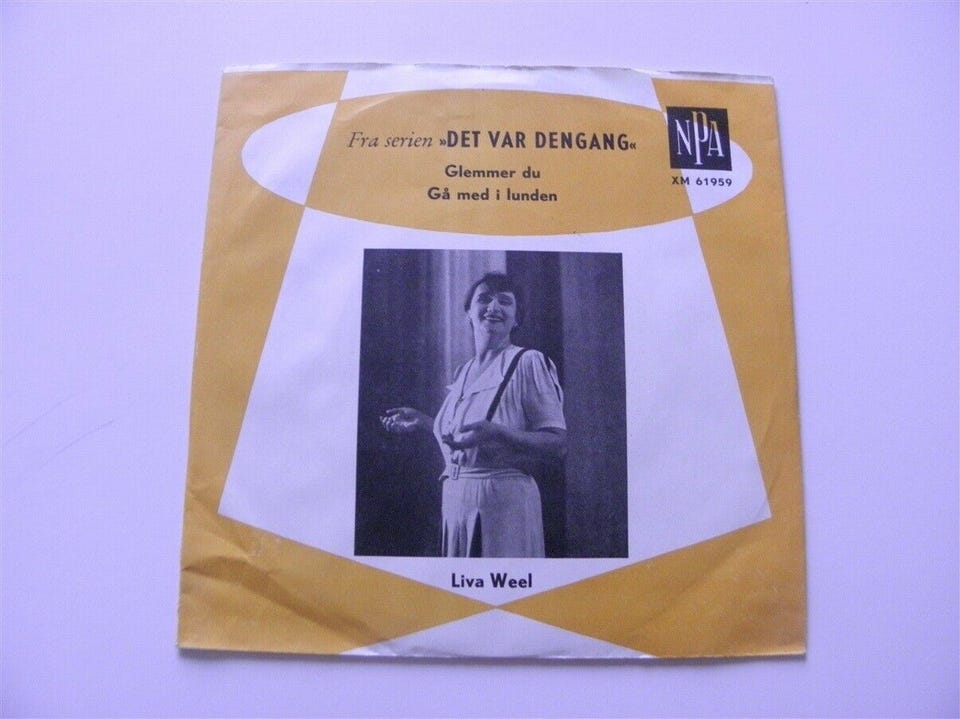 Fra serien »DET VAR DENGANG«
Glemmer du
Gå med i lunden
NPA
XM 61959
Liva Weel